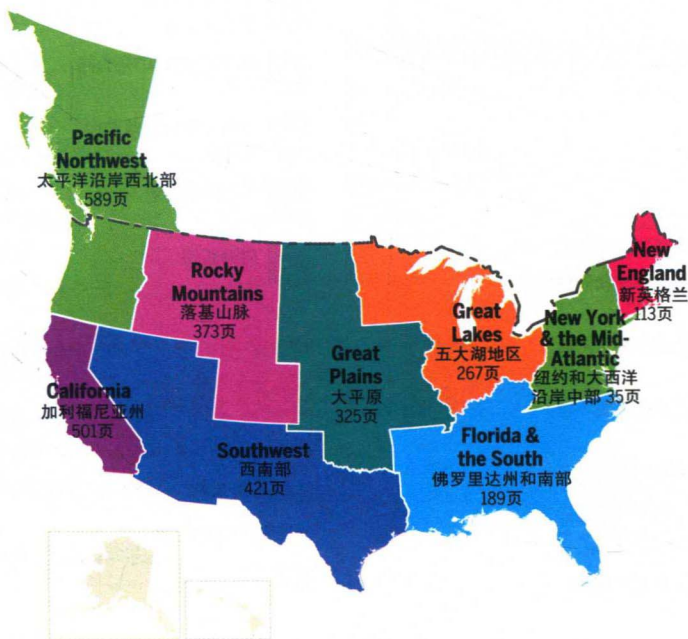 Pacific
Northwest
太平洋沿岸西北部
589页
Rocky
Mountains
落基山脉
373页
New
England
新英格兰
113页
Great
Lakes
五大湖地区
267页
New York
& the Mid-
Atlantic
纽约和大西洋
沿岸中部 35页
Great
Plains
大平原
325页
California
加利福尼亚州
501页
Southwest
西南部
421页
Florida &
the South
佛罗里达州和南部
189页